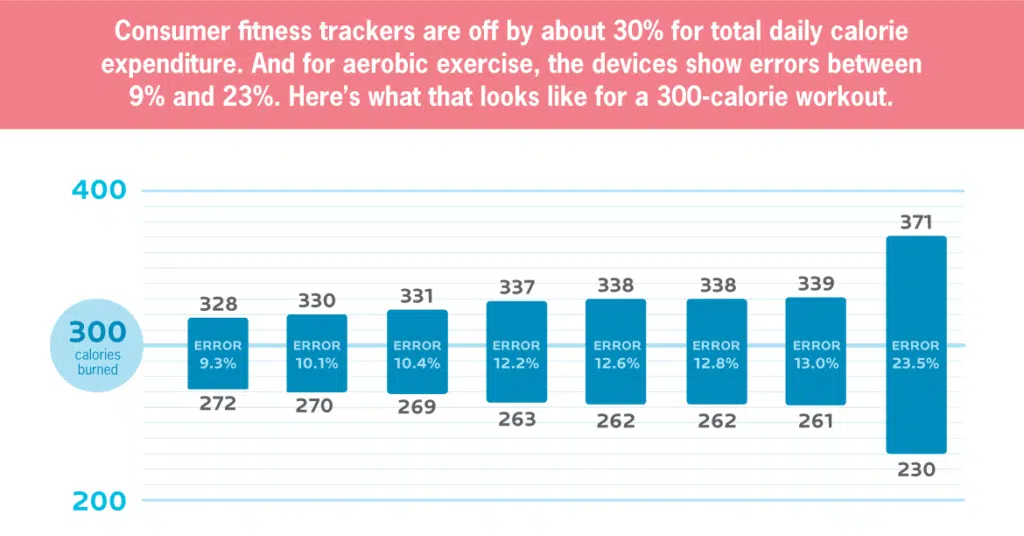 Consumer fitness trackers are off by about 30% for total daily calorie
expenditure. And for aerobic exercise, the devices show errors between
9% and 23%. Here’s what that looks like for a 300-calorie workout.
400
300
calories
burned
200
328
ERROR
9.3%
272
330
ERROR
10.1%
270
331
ERROR
10.4%
269
337
ERROR
12.2%
263
338
ERROR
12.6%
262
338
ERROR
12.8%
262
339
ERROR
13.0%
261
371
ERROR
23.5%
230